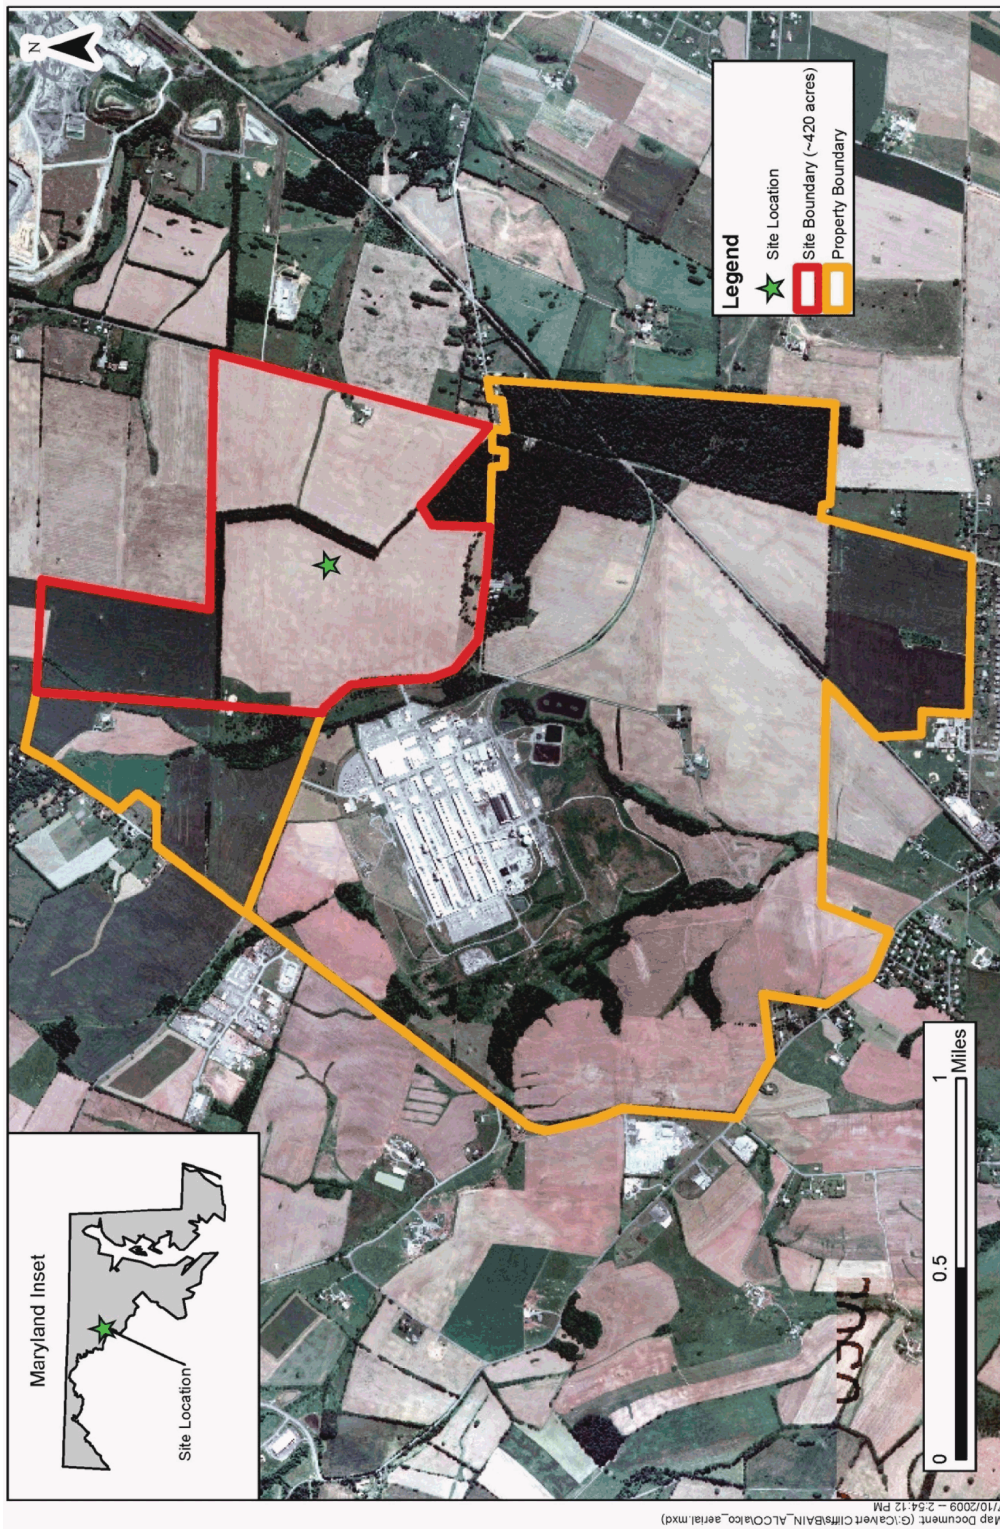 N
Maryland Inset
Site Location
Legend
Site Location
Site Boundary (~420 acres)
Property Boundary
0
0.5
1
Miles
USDA
7/10/2009 -- 2:54:12 PM
Map Document: (G:\Calvert Cliffs\BAIN_ALCO\alco_aerial.mxd)